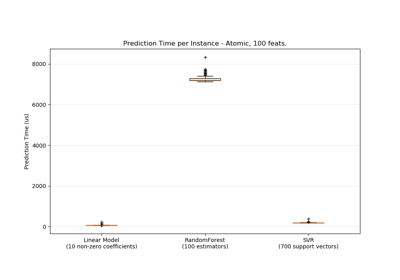 Prediction Time per Instance - Atomic, 100 feats.
8000
6000
4000
2000
0
Prediction Time (us)
Linear Model
(10 non-zero coefficients)
RandomForest
(100 estimators)
SVR
(700 support vectors)